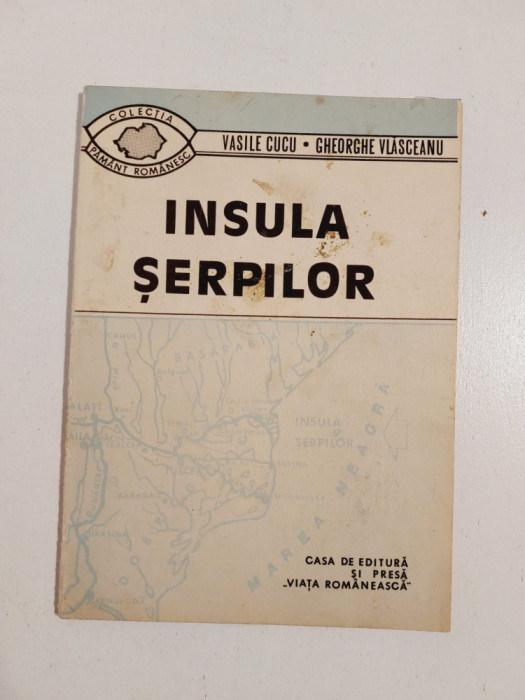 COLECȚIA
PĂMÂNT ROMÂNESC
VASILE CUCU • GHEORGHE VLĂSCEANU
INSULA
ȘERPILOR
BASARABIA
INSULA
ȘERPILOR
MAREA NEAGRĂ
CASA DE EDITURĂ
ȘI PRESĂ
„VIAȚA ROMÂNEASCĂ”